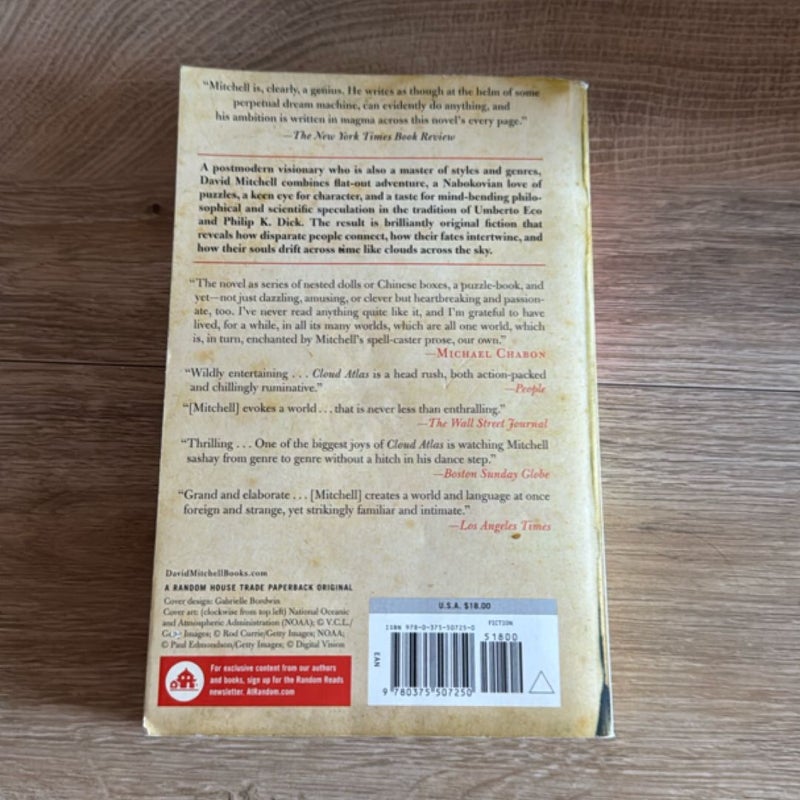 “Mitchell is, clearly, a genius. He writes as though at the helm of some
perpetual dream machine, can evidently do anything, and
his ambition is written in magma across this novel’s every page.”
—The New York Times Book Review
A postmodern visionary who is also a master of styles and genres,
David Mitchell combines flat-out adventure, a Nabokovian love of
puzzles, a keen eye for character, and a taste for mind-bending philo-
sophical and scientific speculation in the tradition of Umberto Eco
and Philip K. Dick. The result is brilliantly original fiction that
reveals how disparate people connect, how their fates intertwine, and
how their souls drift across time like clouds across the sky.
“The novel as series of nested dolls or Chinese boxes, a puzzle-book, and
yet—not just dazzling, amusing, or clever but heartbreaking and passion-
ate, too. I’ve never read anything quite like it, and I’m grateful to have
lived, for a while, in all its many worlds, which are all one world, which
is, in turn, enchanted by Mitchell’s spell-caster prose, our own.”
—MICHAEL CHABON
“Wildly entertaining . . . Cloud Atlas is a head rush, both action-packed
and chillingly ruminative.” —People
“[Mitchell] evokes a world . . . that is never less than enthralling.”
—The Wall Street Journal
“Thrilling . . . One of the biggest joys of Cloud Atlas is watching Mitchell
sashay from genre to genre without a hitch in his dance step.”
—Boston Sunday Globe
“Grand and elaborate . . . [Mitchell] creates a world and language at once
foreign and strange, yet strikingly familiar and intimate.”
—Los Angeles Times
DavidMitchellBooks.com
A RANDOM HOUSE TRADE PAPERBACK ORIGINAL
Cover design: Gabrielle Bordwin
Cover art: (clockwise from top left) National Oceanic
and Atmospheric Administration (NOAA); © V.C.L./
Images; © Rod Currie/Getty Images; NOAA;
© Paul Edmondson/Getty Images; © Digital Vision
For exclusive content from our authors
and books, sign up for the Random Reads
newsletter. AtRandom.com
U.S.A. $18.00
ISBN 978-0-375-50725-0 FICTION
51800
EAN
9 780375 507250